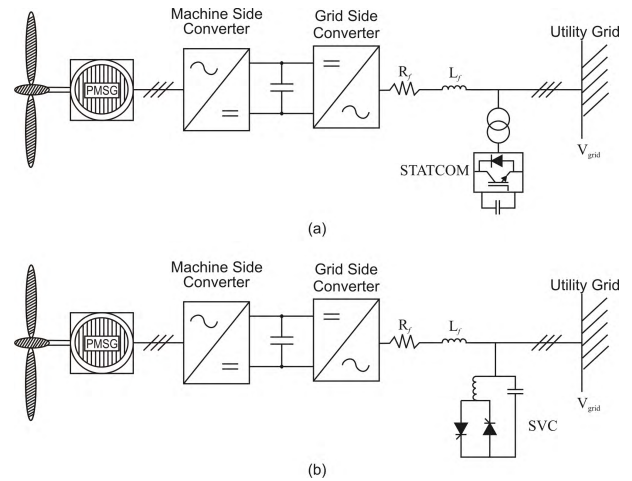 Machine Side
Converter
Grid Side
Converter
Utility Grid
PMSG
R_f
L_f
V_grid
STATCOM
(a)
Machine Side
Converter
Grid Side
Converter
Utility Grid
PMSG
R_f
L_f
V_grid
SVC
(b)